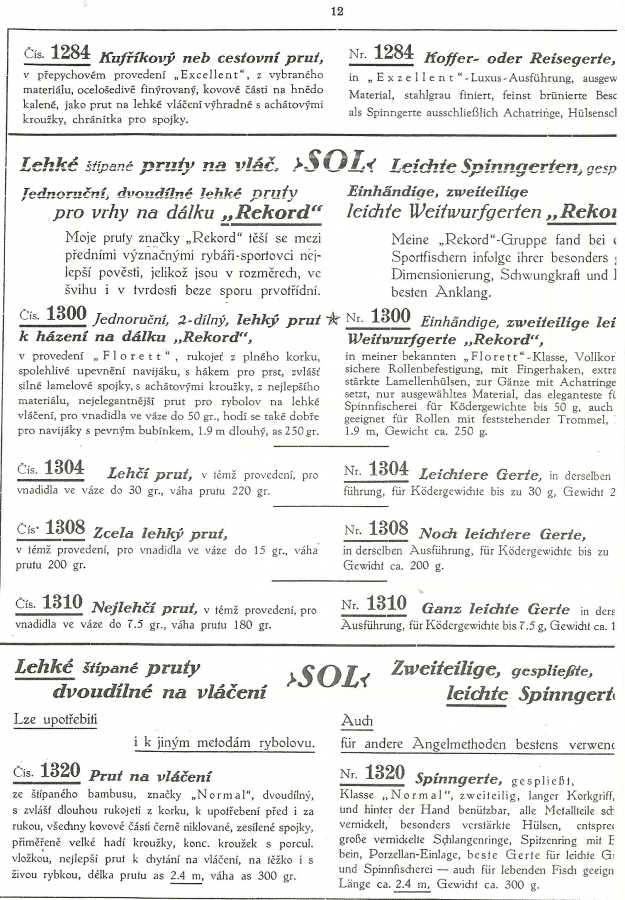 12
Čís. 1284 Kufříkový neb cestovní prut,
v přepychovém provedení „Excellent“, z vybraného
materiálu, ocelošedivě finýrovaný, kovové části na hnědo
kalené, jako prut na lehké vláčení výhradně s achátovými
kroužky, chránítka pro spojky.
Nr. 1284 Koffer- oder Reisegerte,
in „Exzellent“-Luxus-Ausführung, ausgew
Material, stahlgrau finiert, feinst brünierte Besc
als Spinngerte ausschließlich Achatringe, Hülsenschl
Lehké štípané pruty na vláč. ›SOL‹ Leichte Spinngerten, gesp
Jednoruční, dvoudílné lehké pruty
pro vrhy na dálku „Rekord“
Moje pruty značky „Rekord“ těší se mezi
předními význačnými rybáři-sportovci nej-
lepší pověsti, jelikož jsou v rozměrech, ve
švihu i v tvrdosti beze sporu prvotřídní.
Einhändige, zweiteilige
leichte Weitwurfgerten „Rekor
Meine „Rekord“-Gruppe fand bei
Sportfischern infolge ihrer besonders
Dimensionierung, Schwungkraft und
besten Anklang.
Čís. 1300 Jednoruční, 2-dílný, lehký prut ★
k házení na dálku „Rekord“,
v provedení „Florett“, rukojeť z plného korku,
spolehlivé upevnění navijáku, s hákem pro prst, zvlášť
silné lamelové spojky, s achátovými kroužky, z nejlepšího
materiálu, nejelegantnější prut pro rybolov na lehké
vláčení, pro vnadidla ve váze do 50 gr., hodí se také dobře
pro navijáky s pevným bubínkem, 1.9 m dlouhý, as 250 gr.
Nr. 1300 Einhändige, zweiteilige lei
Weitwurfgerte „Rekord“,
in meiner bekannten „Florett“-Klasse, Vollkor
sichere Rollenbefestigung, mit Fingerhaken, extra
stärkte Lamellenhülsen, zur Gänze mit Achatringe
setzt, nur ausgewähltes Material, das eleganteste fü
Spinnfischerei für Ködergewichte bis 50 g, auch
geeignet für Rollen mit feststehender Trommel,
1.9 m, Gewicht ca. 250 g.
Čís. 1304 Lehčí prut, v témž provedení, pro
vnadidla ve váze do 30 gr., váha prutu 220 gr.
Nr. 1304 Leichtere Gerte, in derselben
führung, für Ködergewichte bis zu 30 g, Gewicht 2
Čís. 1308 Zcela lehký prut,
v témž provedení, pro vnadidla ve váze do 15 gr., váha
prutu 200 gr.
Nr. 1308 Noch leichtere Gerte,
in derselben Ausführung, für Ködergewichte bis zu
Gewicht ca. 200 g.
Čís. 1310 Nejlehčí prut, v témž provedení, pro
vnadidla ve váze do 7.5 gr., váha prutu 180 gr.
Nr. 1310 Ganz leichte Gerte in ders
Ausführung, für Ködergewichte bis 7.5 g, Gewicht ca. 1
Lehké štípané pruty
dvoudílné na vláčení
›SOL‹
Zweiteilige, gespließte,
leichte Spinngert
Lze upotřebiti
i k jiným metodám rybolovu.
Auch
für andere Angelmethoden bestens verwend
Čís. 1320 Prut na vláčení
ze štípaného bambusu, značky „Normal“, dvoudílný,
s zvlášť dlouhou rukojetí z korku, k upotřebení před i za
rukou, všechny kovové části černě niklované, zesílené spojky,
přiměřeně velké hadí kroužky, konc. kroužek s porcul.
vložkou, nejlepší prut k chytání na vláčení, na těžko i s
živou rybkou, délka prutu as 2.4 m, váha as 300 gr.
Nr. 1320 Spinngerte, gespließt,
Klasse „Normal“, zweiteilig, langer Korkgriff,
und hinter der Hand benützbar, alle Metallteile sch
vernickelt, besonders verstärkte Hülsen, entsprec
große vernickelte Schlangenringe, Spitzenring mit E
bein, Porzellan-Einlage, beste Gerte für leichte Gr
und Spinnfischerei — auch für lebenden Fisch geeign
Länge ca. 2.4 m, Gewicht ca. 300 g.